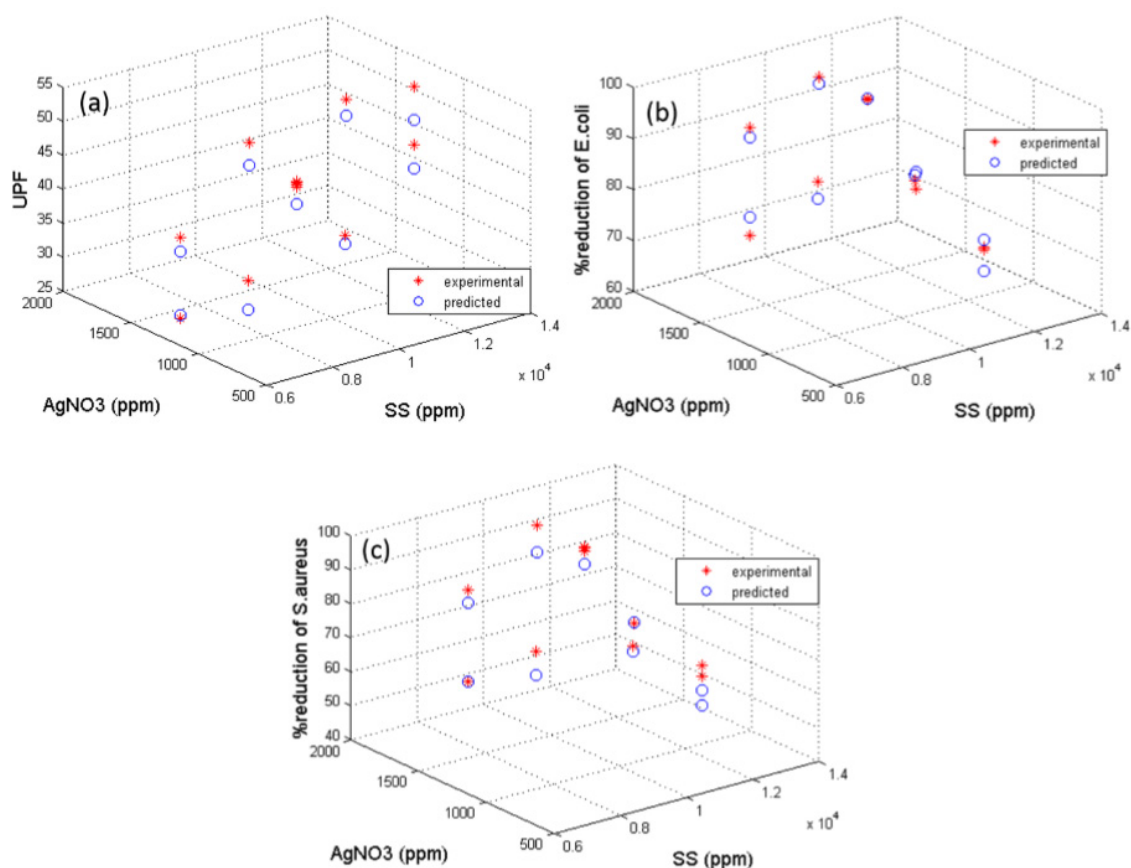 (a)
55
50
45
40
35
30
25
UPF
2000
1500
1000
500
AgNO3 (ppm)
0.6
0.8
1
1.2
1.4
x 10^4
SS (ppm)
experimental
predicted
(b)
100
90
80
70
60
%reduction of E.coli
2000
1500
1000
500
AgNO3 (ppm)
0.6
0.8
1
1.2
1.4
x 10^4
SS (ppm)
experimental
predicted
(c)
100
90
80
70
60
50
40
%reduction of S.aureus
2000
1500
1000
500
AgNO3 (ppm)
0.6
0.8
1
1.2
1.4
x 10^4
SS (ppm)
experimental
predicted